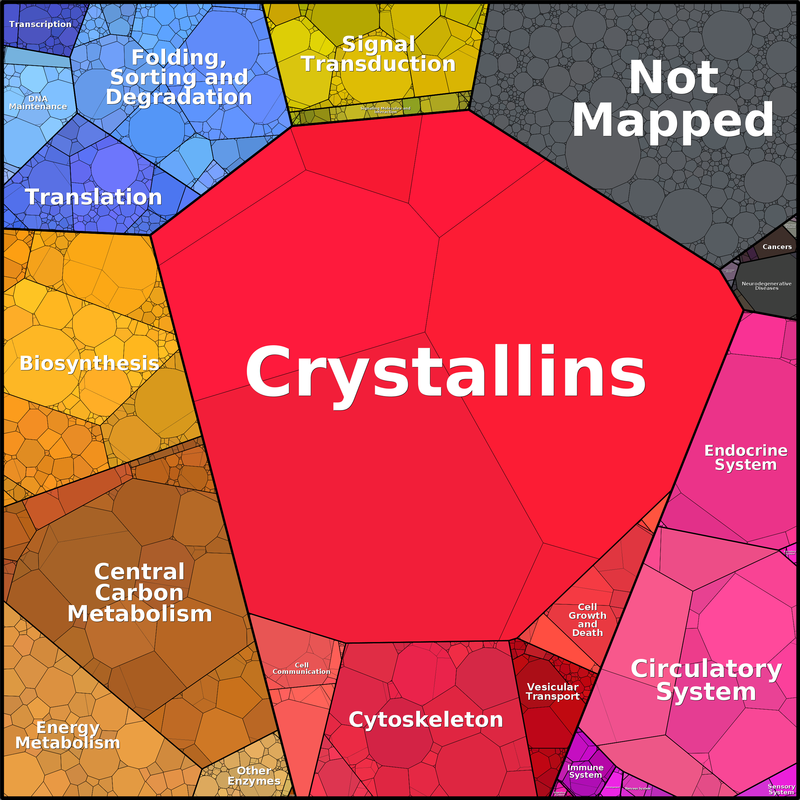 Transcription
Folding,
Sorting and
Degradation
Signal
Transduction
Not
Mapped
DNA
Maintenance
Translation
Cancers
Neurodegenerative
Diseases
Biosynthesis
Crystallins
Endocrine
System
Central
Carbon
Metabolism
Cell
Growth
and
Death
Cell
Communication
Circulatory
System
Vesicular
Transport
Cytoskeleton
Energy
Metabolism
Other
Enzymes
Immune
System
Sensory
System